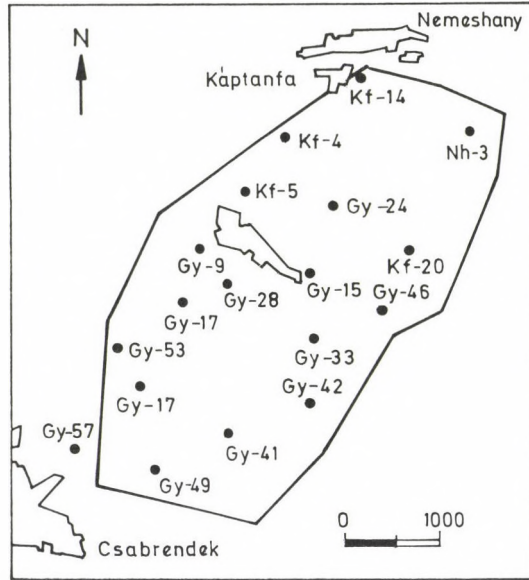 Nemeshany
N
Káptanfa
Kf-14
Kf-4
Nh-3
Kf-5
Gy-24
Gy-9
Kf-20
Gy-28
Gy-15
Gy-46
Gy-17
Gy-33
Gy-53
Gy-42
Gy-17
Gy-57
Gy-41
Gy-49
0 1000
Csabrendek